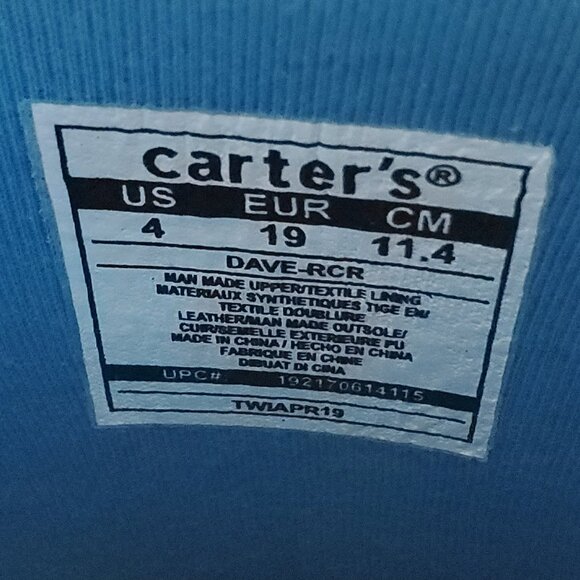 carter's®
US EUR CM
4 19 11.4
DAVE-RCR
MAN MADE UPPER/TEXTILE LINING
MATERIAUX SYNTHETIQUES TIGE EN/
TEXTILE DOUBLURE
LEATHER/MAN MADE OUTSOLE/
CUIR/SEMELLE EXTERIEURE PU
MADE IN CHINA / HECHO EN CHINA
FABRIQUE EN CHINE
DIBUAT DI CINA
UPC#: 192170614115
TWIAPR19